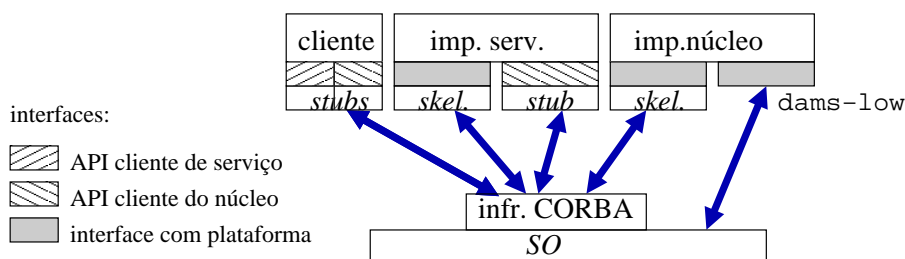 cliente
imp. serv.
imp.núcleo
stubs
skel.
stub
skel.
dams-low
interfaces:
API cliente de serviço
API cliente do núcleo
interface com plataforma
infr. CORBA
SO